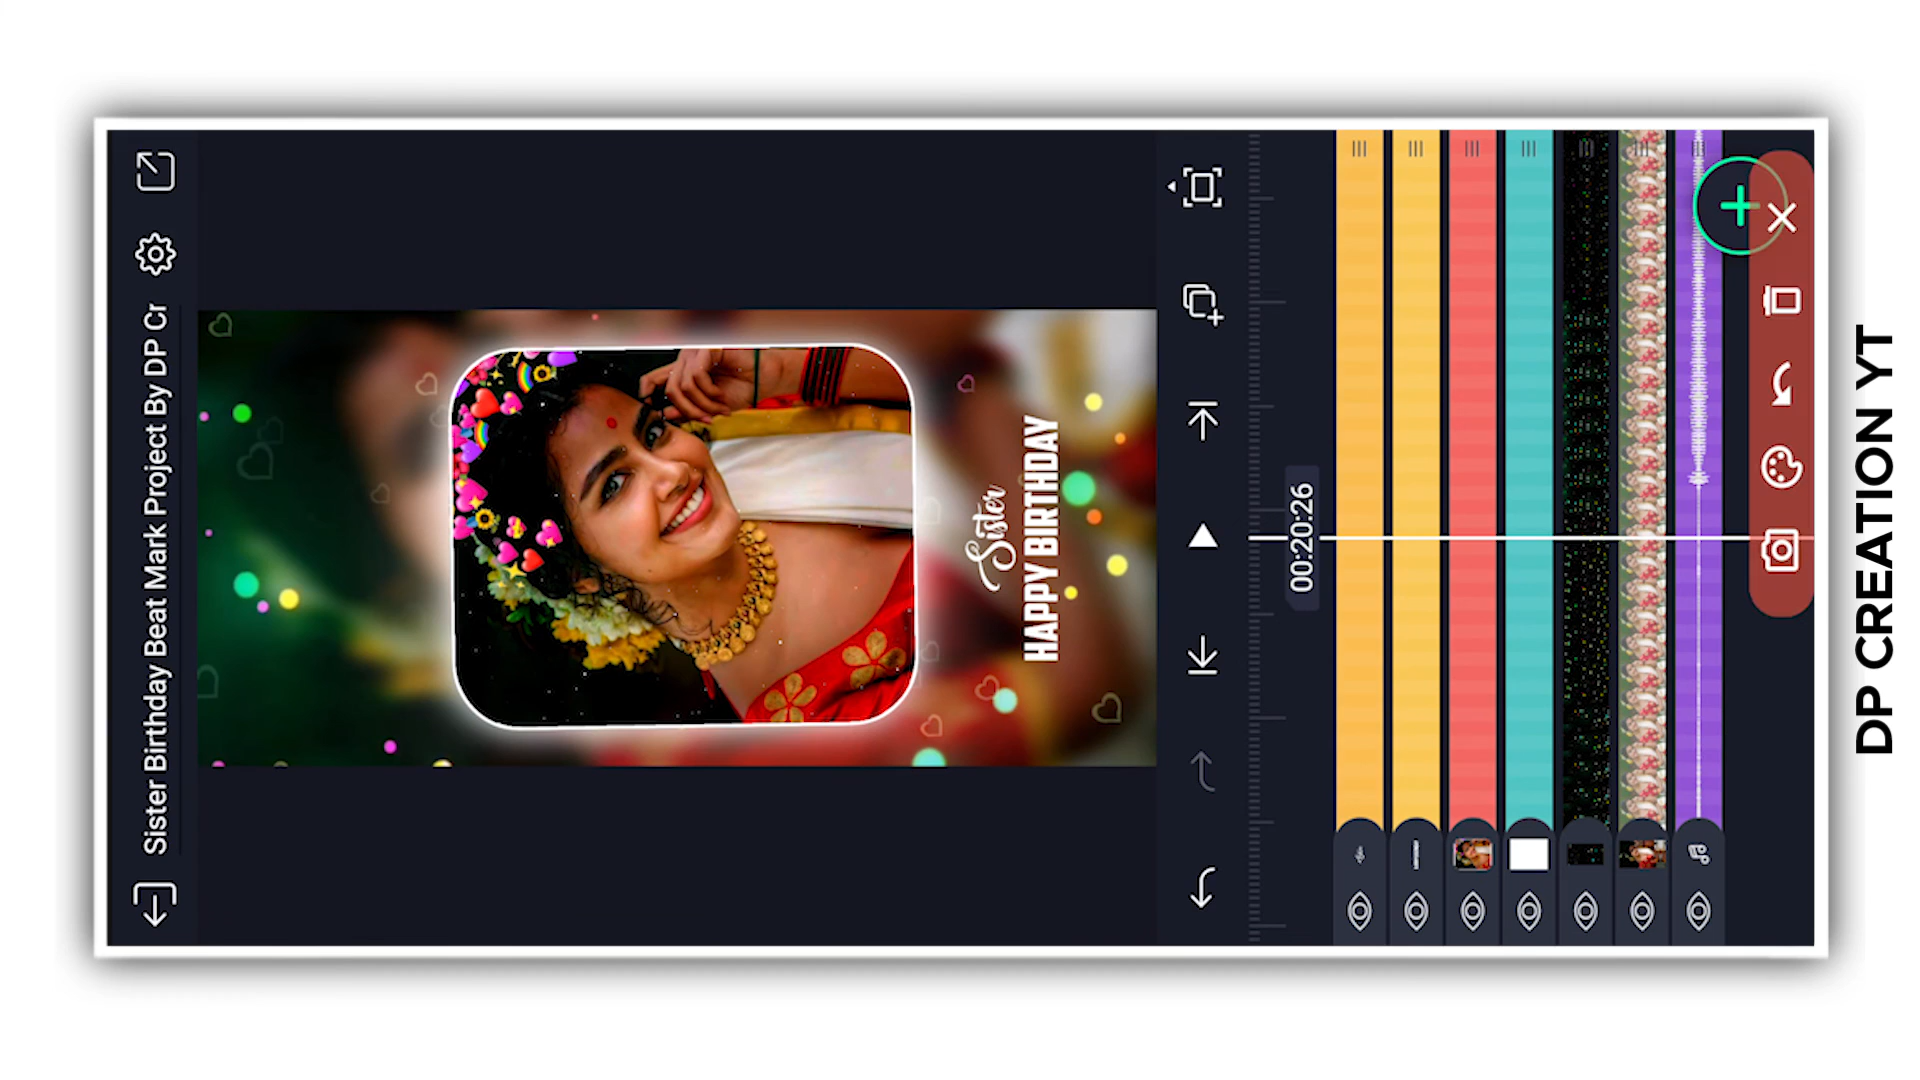 Sister Birthday Beat Mark Project By DP Cr
Sister
HAPPY BIRTHDAY
00:20:26
DP CREATION YT